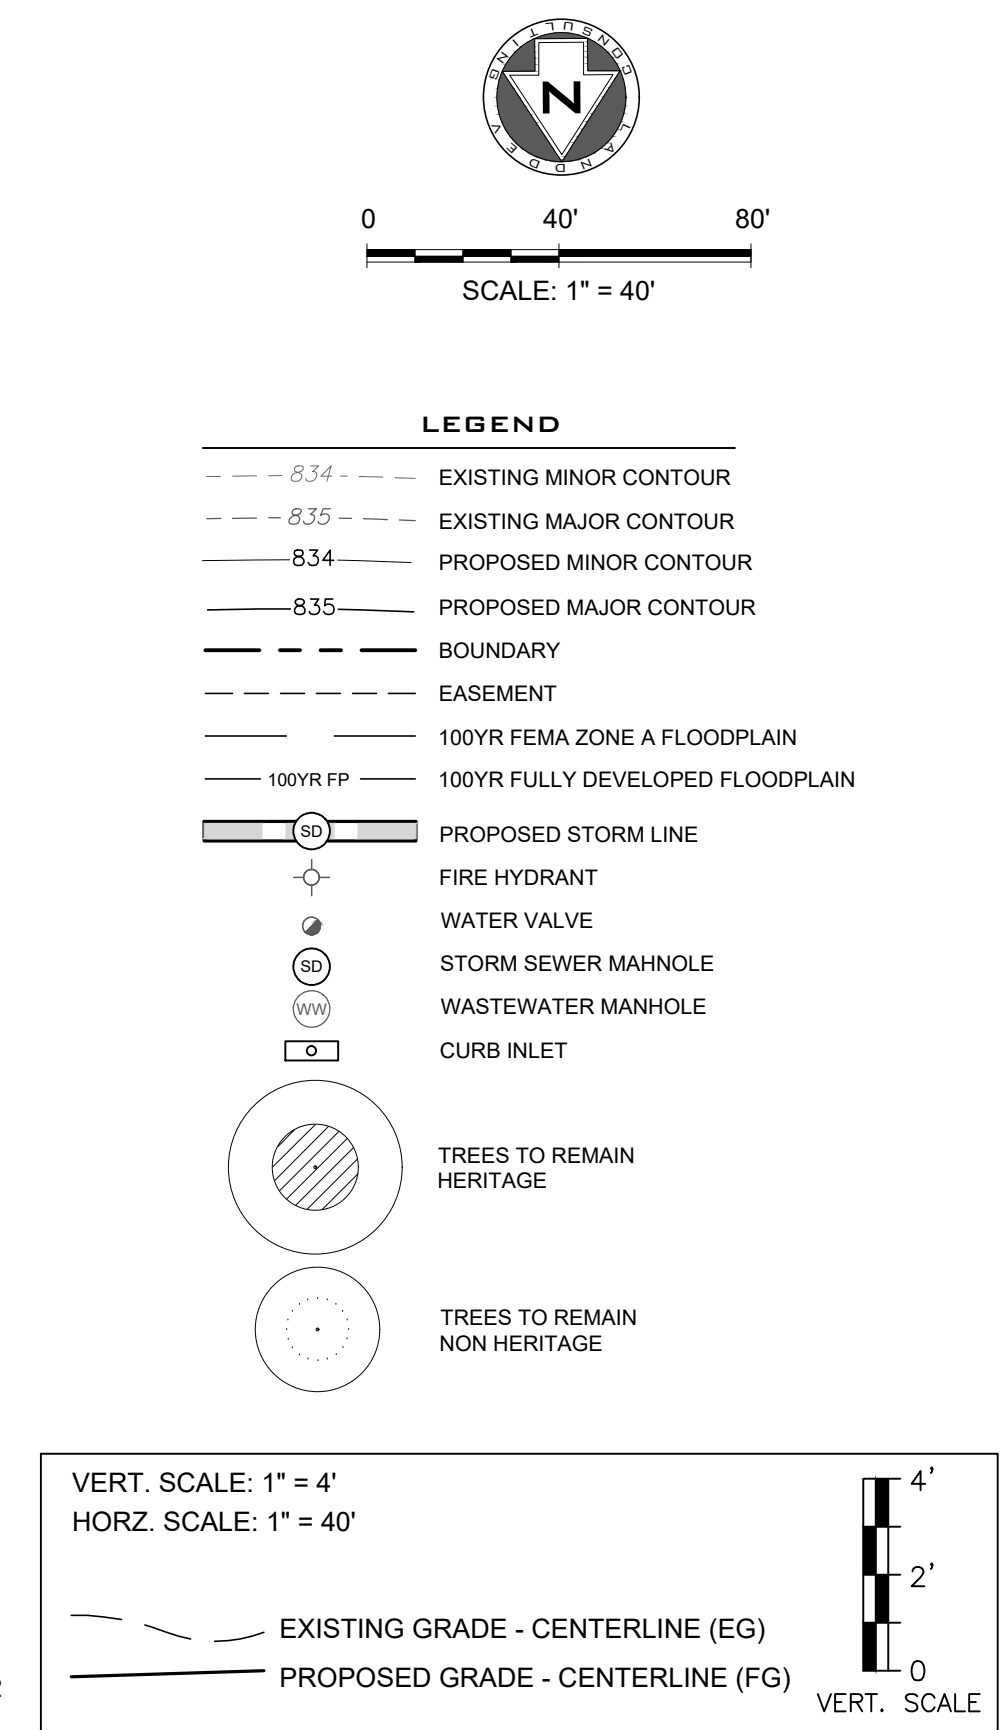 LANDDEV CONSULTING
N
0 40' 80'
SCALE: 1" = 40'
LEGEND
834 EXISTING MINOR CONTOUR
835 EXISTING MAJOR CONTOUR
834 PROPOSED MINOR CONTOUR
835 PROPOSED MAJOR CONTOUR
BOUNDARY
EASEMENT
100YR FEMA ZONE A FLOODPLAIN
100YR FP 100YR FULLY DEVELOPED FLOODPLAIN
SD PROPOSED STORM LINE
FIRE HYDRANT
WATER VALVE
SD STORM SEWER MAHNOLE
WW WASTEWATER MANHOLE
CURB INLET
TREES TO REMAIN
HERITAGE
TREES TO REMAIN
NON HERITAGE
VERT. SCALE: 1" = 4'
HORZ. SCALE: 1" = 40'
EXISTING GRADE - CENTERLINE (EG)
PROPOSED GRADE - CENTERLINE (FG)
4'
2'
0
VERT. SCALE